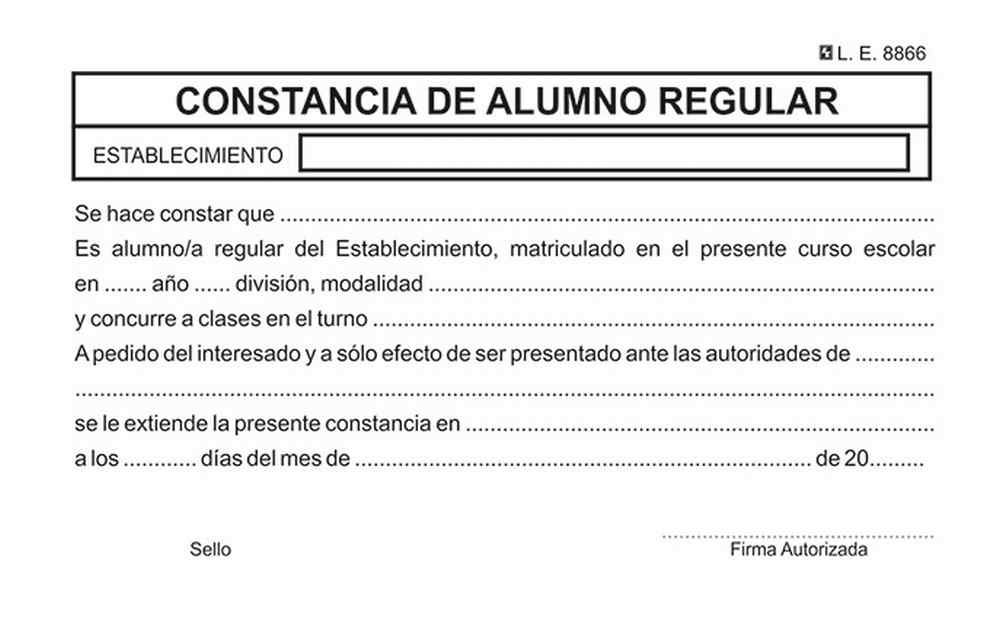 L. E. 8866
CONSTANCIA DE ALUMNO REGULAR
ESTABLECIMIENTO
Se hace constar que ..........................................................................................................
Es alumno/a regular del Establecimiento, matriculado en el presente curso escolar
en ....... año ...... división, modalidad ...................................................................................
y concurre a clases en el turno ............................................................................................
A pedido del interesado y a sólo efecto de ser presentado ante las autoridades de .............
.............................................................................................................................................
se le extiende la presente constancia en .............................................................................
a los ............ días del mes de ........................................................................... de 20.........
Sello
Firma Autorizada